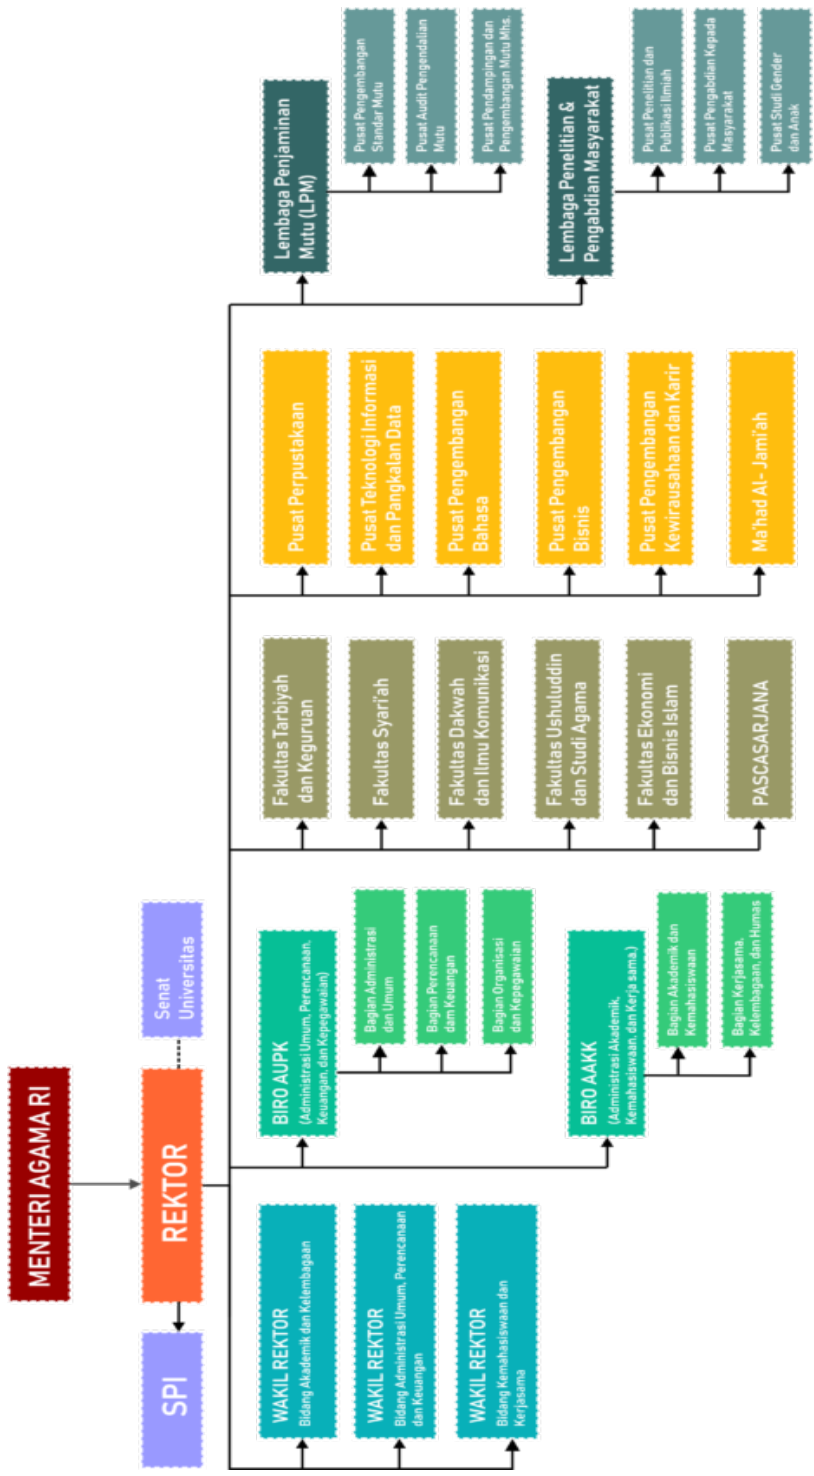 MENTERI AGAMA RI
SPI
REKTOR
Senat
Universitas
WAKIL REKTOR
Bidang Akademik dan Kelembagaan
WAKIL REKTOR
Bidang Administrasi Umum, Perencanaan
dan Keuangan
WAKIL REKTOR
Bidang Kemahasiswaan dan
Kerjasama
BIRO AUPK
(Administrasi Umum, Perencanaan,
Keuangan, dan Kepegawaian)
Bagian Administrasi
dan Umum
Bagian Perencanaan
dam Keuangan
Bagian Organisasi
dan Kepegawaian
BIRO AAKK
(Administrasi Akademik,
Kemahasiswaan, dan Kerja sama,)
Bagian Akademik dan
Kemahasiswaan
Bagian Kerjasama,
Kelembagaan, dan Humas
Fakultas Tarbiyah
dan Keguruan
Fakultas Syari'ah
Fakultas Dakwah
dan Ilmu Komunikasi
Fakultas Ushuluddin
dan Studi Agama
Fakultas Ekonomi
dan Bisnis Islam
PASCASARJANA
Pusat Perpustakaan
Pusat Teknologi Informasi
dan Pangkalan Data
Pusat Pengembangan
Bahasa
Pusat Pengembangan
Bisnis
Pusat Pengembangan
Kewirausahaan dan Karir
Ma'had Al- Jami'ah
Lembaga Penjaminan
Mutu (LPM)
Pusat Pengembangan
Standar Mutu
Pusat Audit Pengendalian
Mutu
Pusat Pendampingan dan
Pengembangan Mutu Mhs.
Lembaga Penelitian &
Pengabdian Masyarakat
Pusat Penelitian dan
Publikasi Ilmiah
Pusat Pengabdian Kepada
Masyarakat
Pusat Studi Gender
dan Anak